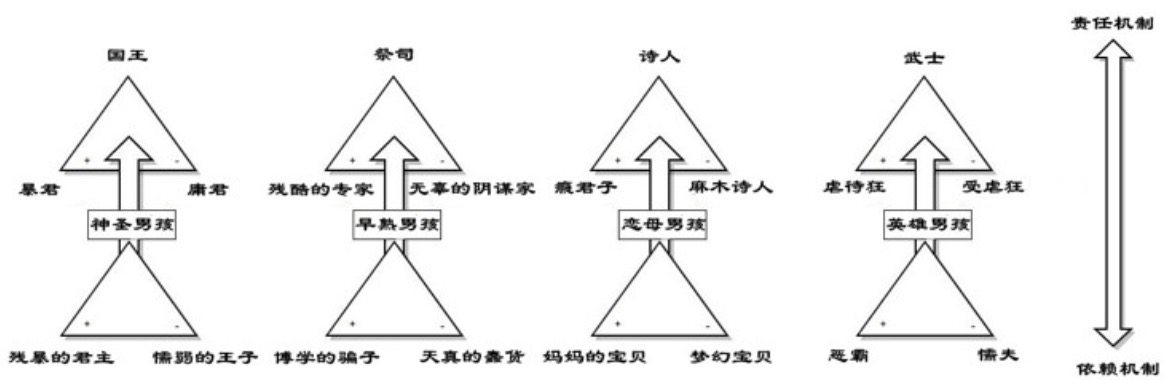 责任机制
国王 祭司 诗人 武士
+ - + - + - + -
暴君 庸君 残酷的专家 无辜的阴谋家 瘾君子 麻木诗人 虐待狂 受虐狂
神圣男孩 早熟男孩 恋母男孩 英雄男孩
+ - + - + - + -
残暴的君主 懦弱的王子 博学的骗子 天真的蠢货 妈妈的宝贝 梦幻宝贝 恶霸 懦夫
依赖机制